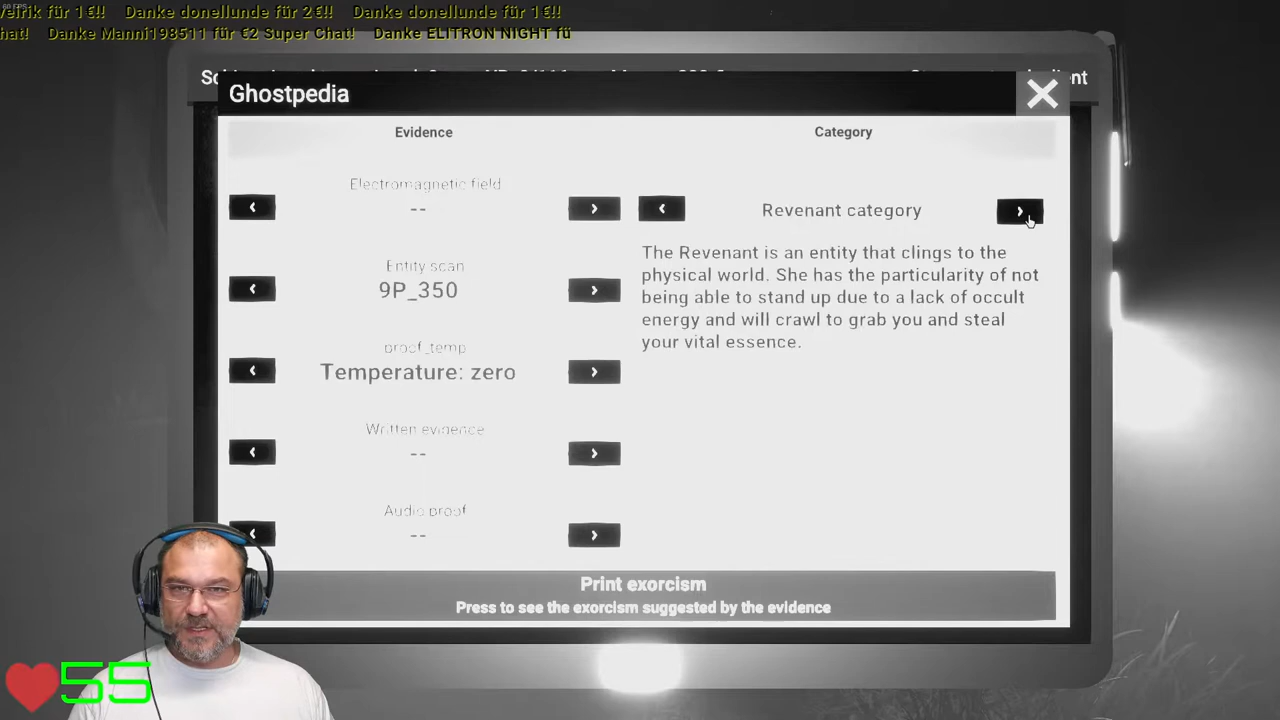 60 FPS
für 1€!! Danke donellunde für 2€!! Danke donellunde für 1€!!
Danke Manni198511 für €2 Super Chat! Danke ELITRON NIGHT fü
Ghostpedia
Evidence
Category
Electromagnetic field
--
Revenant category
The Revenant is an entity that clings to the
physical world. She has the particularity of not
being able to stand up due to a lack of occult
energy and will crawl to grab you and steal
your vital essence.
Entity scan
9P_350
proof_temp
Temperature: zero
Written evidence
--
Audio proof
--
Print exorcism
Press to see the exorcism suggested by the evidence
55